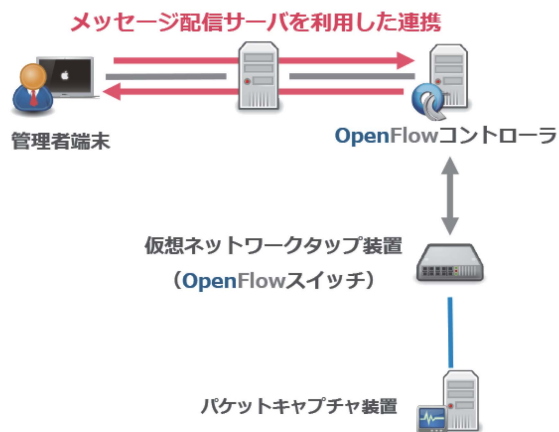 メッセージ配信サーバを利用した連携
管理者端末
OpenFlowコントローラ
仮想ネットワークタップ装置
（OpenFlowスイッチ）
パケットキャプチャ装置